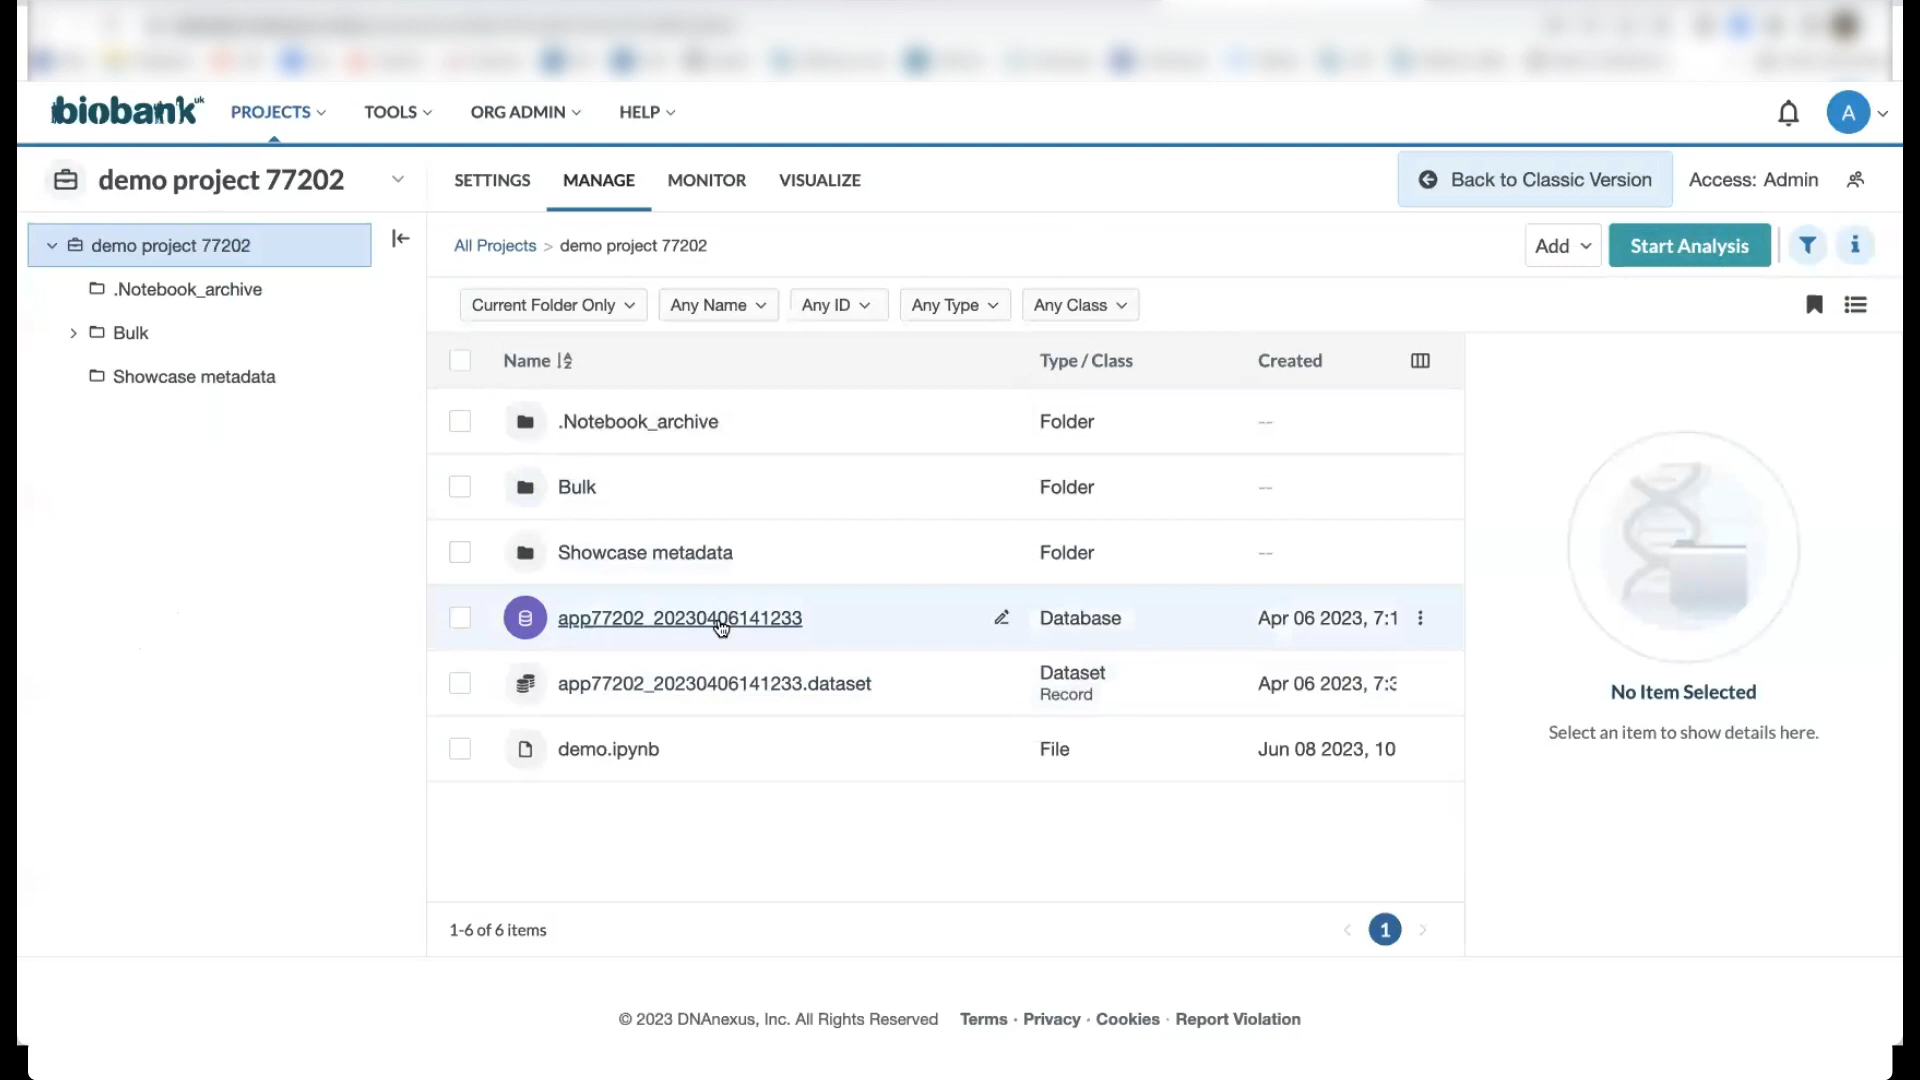 biobank uk PROJECTS TOOLS ORG ADMIN HELP A
demo project 77202 SETTINGS MANAGE MONITOR VISUALIZE Back to Classic Version Access: Admin
demo project 77202
.Notebook_archive
Bulk
Showcase metadata
All Projects > demo project 77202 Add Start Analysis i
Current Folder Only Any Name Any ID Any Type Any Class
Name Type / Class Created
.Notebook_archive Folder --
Bulk Folder --
Showcase metadata Folder --
app77202_20230406141233 Database Apr 06 2023, 7:1
app77202_20230406141233.dataset Dataset Record Apr 06 2023, 7:3
demo.ipynb File Jun 08 2023, 10
1-6 of 6 items 1
No Item Selected
Select an item to show details here.
© 2023 DNAnexus, Inc. All Rights Reserved Terms · Privacy · Cookies · Report Violation